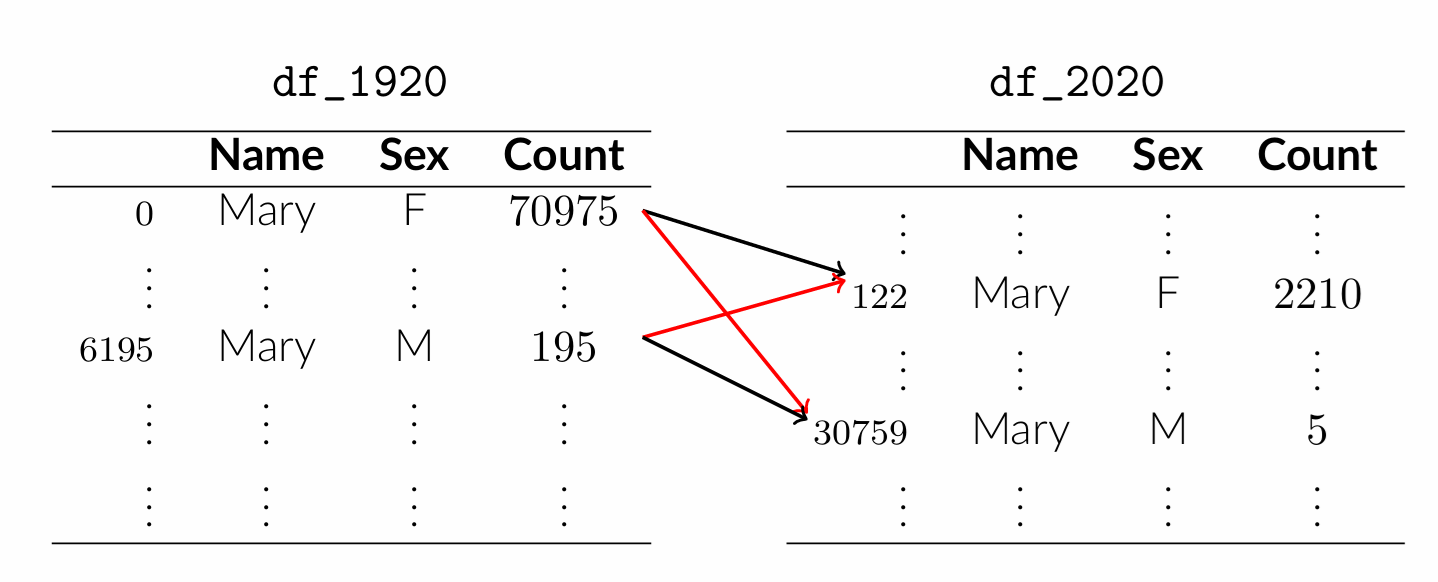 df_1920
Name Sex Count
0 Mary F 70975
⋮ ⋮ ⋮ ⋮
6195 Mary M 195
⋮ ⋮ ⋮ ⋮
⋮ ⋮ ⋮ ⋮
df_2020
Name Sex Count
⋮ ⋮ ⋮ ⋮
122 Mary F 2210
⋮ ⋮ ⋮ ⋮
30759 Mary M 5
⋮ ⋮ ⋮ ⋮